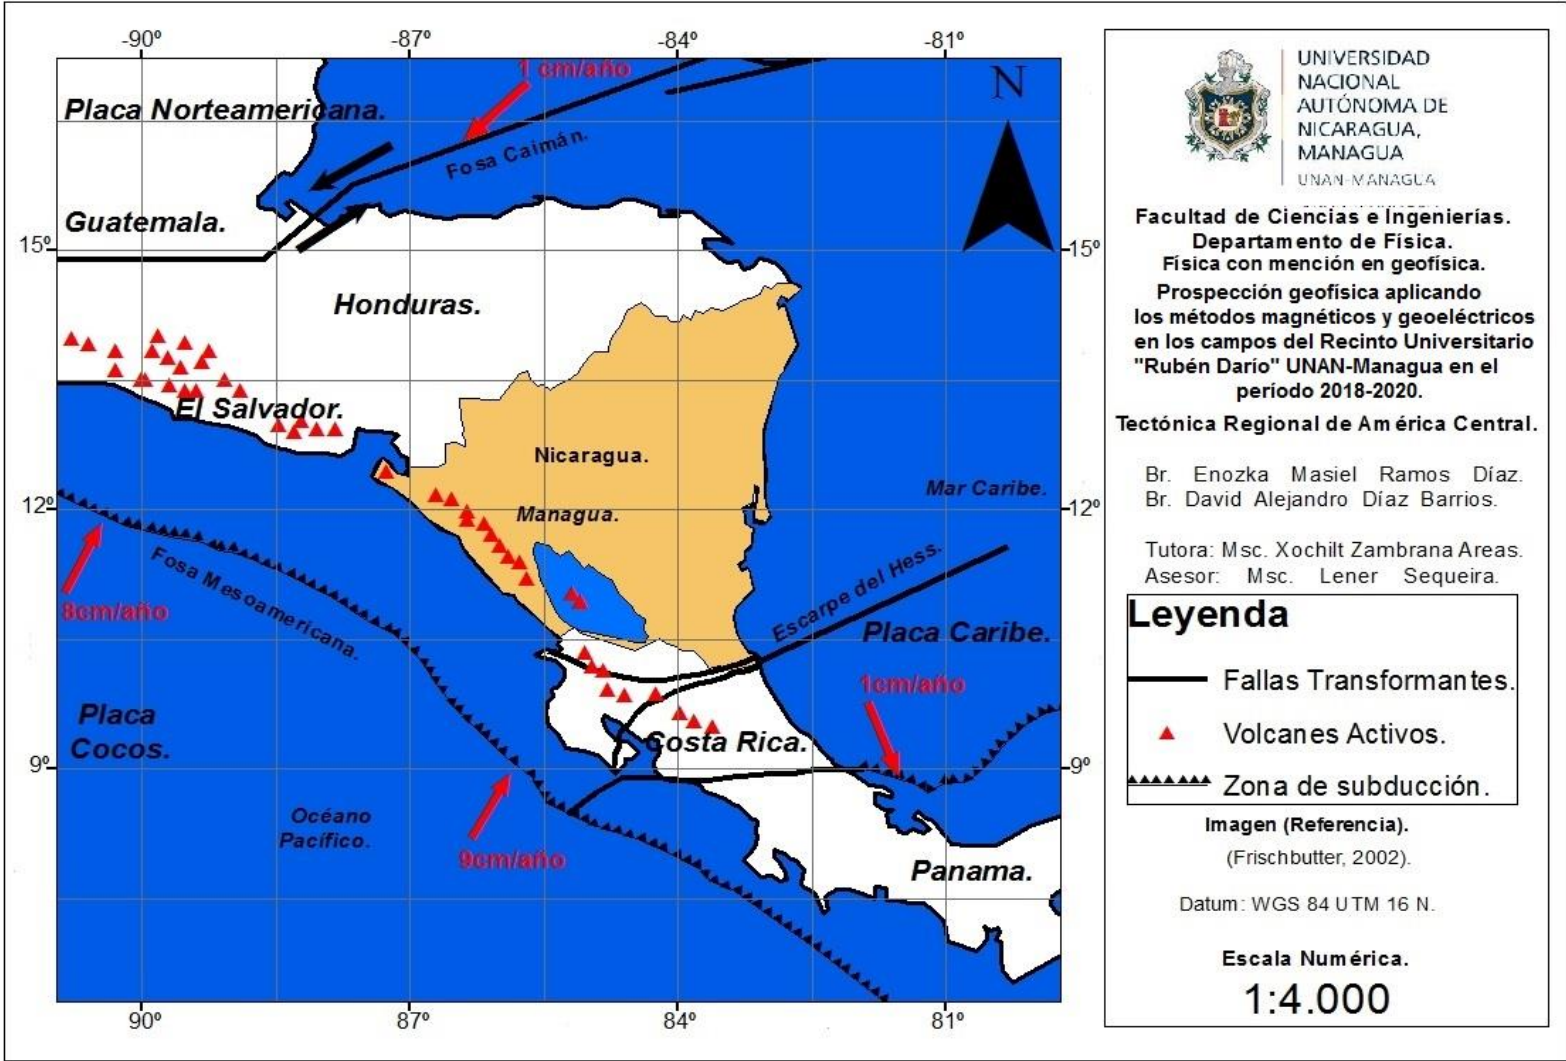 -90º
-87º
-84º
-81º
1 cm/año
N
Placa Norteamericana.
Fosa Caimán.
Guatemala.
15º
15º
Honduras.
El Salvador.
Nicaragua.
Managua.
Mar Caribe.
12º
12º
Fosa Mesoamericana.
8cm/año
Escarpe del Hess.
Placa Caribe.
1cm/año
Placa
Cocos.
Costa Rica.
9º
9º
Océano
Pacífico.
9cm/año
Panama.
90º
87º
84º
81º
UNIVERSIDAD
NACIONAL
AUTÓNOMA DE
NICARAGUA,
MANAGUA
UNAN-MANAGUA
Facultad de Ciencias e Ingenierías.
Departamento de Física.
Física con mención en geofísica.
Prospección geofísica aplicando
los métodos magnéticos y geoeléctricos
en los campos del Recinto Universitario
"Rubén Darío" UNAN-Managua en el
período 2018-2020.
Tectónica Regional de América Central.
Br. Enozka Masiel Ramos Díaz.
Br. David Alejandro Díaz Barrios.
Tutora: Msc. Xochilt Zambrana Areas.
Asesor: Msc. Lener Sequeira.
Leyenda
Fallas Transformantes.
Volcanes Activos.
Zona de subducción.
Imagen (Referencia).
(Frischbutter, 2002).
Datum: WGS 84 UTM 16 N.
Escala Numérica.
1:4.000